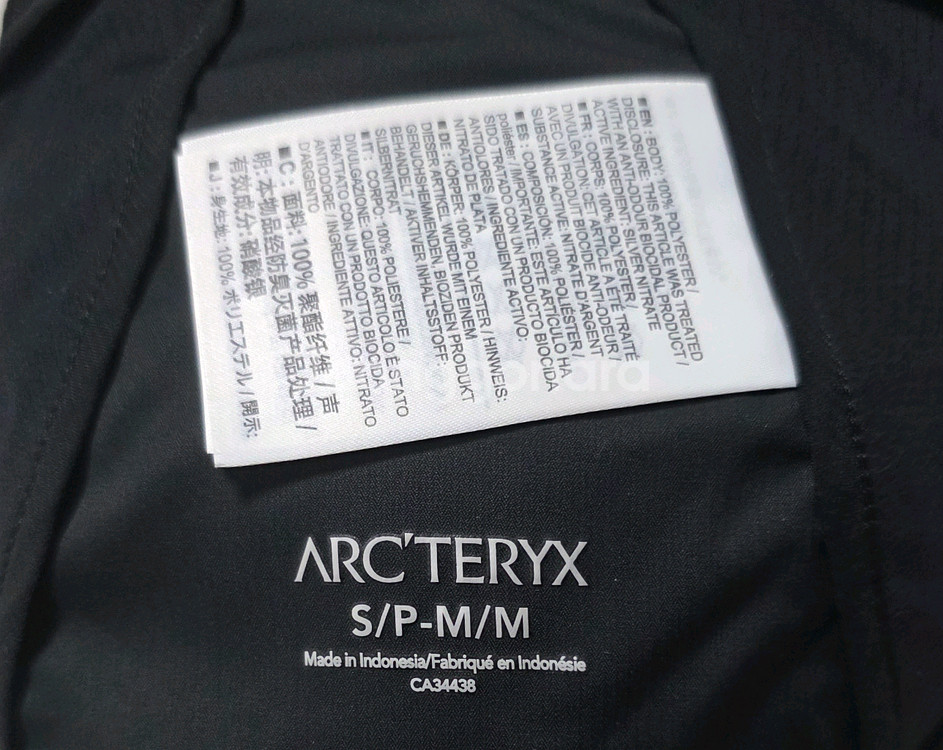 ■ EN : BODY: 100% POLYESTER /
DISCLOSURE: THIS ARTICLE WAS TREATED
WITH AN ANTI-ODOUR BIOCIDAL PRODUCT /
ACTIVE INGREDIENT: SILVER NITRATE
■ FR : CORPS: 100% POLYESTER /
DIVULGATION: CET ARTICLE A ÉTÉ TRAITÉ
AVEC UN PRODUIT BIOCIDE ANTI-ODEUR /
SUBSTANCE ACTIVE: NITRATE D'ARGENT
■ ES : COMPOSICIÓN: 100% POLIÉSTER /
poliéster / IMPORTANTE: ESTE ARTÍCULO HA
SIDO TRATADO CON UN PRODUCTO BIOCIDA
ANTIOLORES / INGREDIENTE ACTIVO:
NITRATO DE PLATA
■ DE : KÖRPER: 100% POLYESTER / HINWEIS:
DIESER ARTIKEL WURDE MIT EINEM
GERUCHSHEMMENDEN, BIOZIDEN PRODUKT
BEHANDELT / AKTIVER INHALTSSTOFF:
SILBERNITRAT
■ IT : CORPO: 100% POLIESTERE /
DIVULGAZIONE: QUESTO ARTICOLO È STATO
TRATTATO CON UN PRODOTTO BIOCIDA
ANTIODORE / INGREDIENTE ATTIVO: NITRATO
D'ARGENTO
■ C : 面料: 100% 聚酯纤维 / 声
明: 本物品经防臭灭菌产品处理 /
有效成分: 硝酸银
■ J : 身生地: 100% ポリエステル / 開示:
ARC'TERYX
S/P-M/M
Made in Indonesia/Fabriqué en Indonésie
CA34438